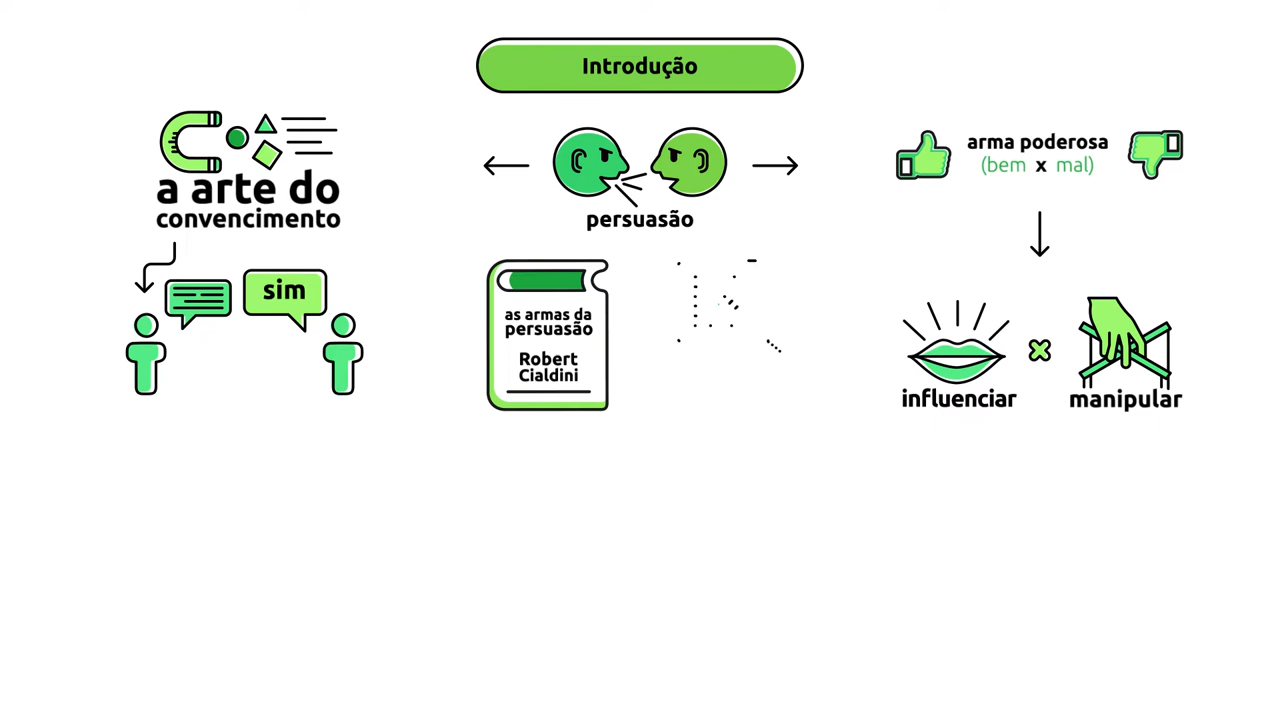 Introdução
a arte do
convencimento
sim
persuasão
as armas da
persuasão
Robert
Cialdini
arma poderosa
(bem x mal)
influenciar
x
manipular